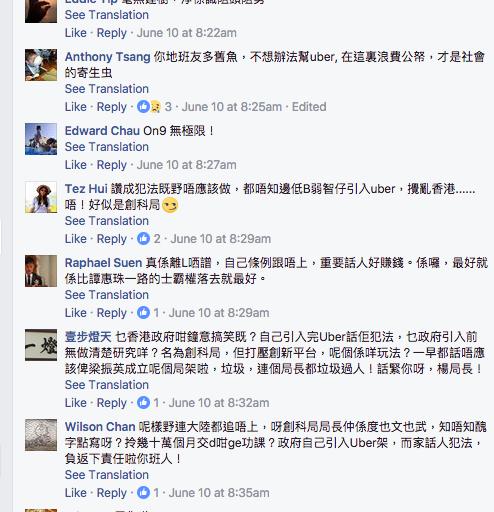 See Translation
Like · Reply · June 10 at 8:22am
Anthony Tsang 你地班友多舊魚，不想辦法幫uber, 在這裏浪費公帑，才是社會
的寄生虫
See Translation
Like · Reply · 3 · June 10 at 8:25am · Edited
Edward Chau On9 無極限！
See Translation
Like · Reply · June 10 at 8:27am
Tez Hui 讚成犯法既野唔應該做，都唔知邊低B弱智仔引入uber，攪亂香港......
唔！好似是創科局
See Translation
Like · Reply · 2 · June 10 at 8:29am
Raphael Suen 真係離L晒譜，自己條例跟唔上，重要話人好賺錢。係囉，最好就
係比譚惠珠一路的士霸權落去就最好。
See Translation
Like · Reply · 1 · June 10 at 8:29am
壹步燈天 乜香港政府咁鐘意搞笑既？自己引入完Uber話佢犯法，乜政府引入前
無做清楚研究咩？名為創科局，但打壓創新平台，呢個係咩玩法？一早都話唔應
該俾梁振英成立呢個局架啦，垃圾，連個局長都垃圾過人！話緊你呀，楊局長！
See Translation
Like · Reply · 1 · June 10 at 8:32am
Wilson Chan 呢樣野連大陸都追唔上，呀創科局局長仲係度也文也武，知唔知醜
字點寫呀？拎幾十萬個月交d咁ge功課？政府自己引入Uber架，而家話人犯法，
負返下責任啦你班人！
See Translation
Like · Reply · 1 · June 10 at 8:35am